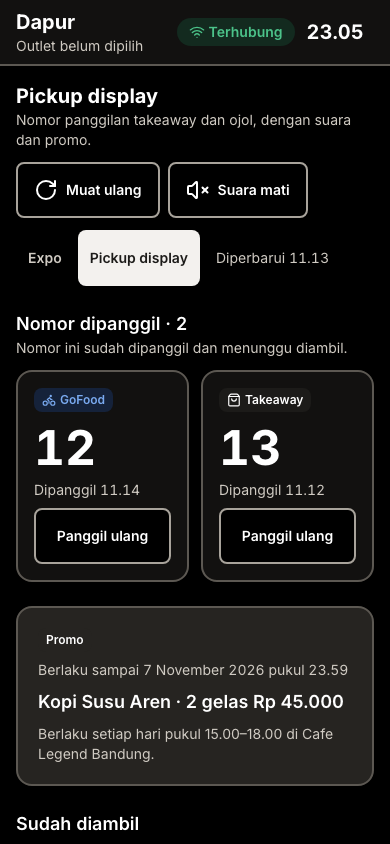 Dapur
Outlet belum dipilih
Terhubung
23.05
Pickup display
Nomor panggilan takeaway dan ojol, dengan suara
dan promo.
Muat ulang
Suara mati
Expo
Pickup display
Diperbarui 11.13
Nomor dipanggil · 2
Nomor ini sudah dipanggil dan menunggu diambil.
GoFood
12
Dipanggil 11.14
Panggil ulang
Takeaway
13
Dipanggil 11.12
Panggil ulang
Promo
Berlaku sampai 7 November 2026 pukul 23.59
Kopi Susu Aren · 2 gelas Rp 45.000
Berlaku setiap hari pukul 15.00–18.00 di Cafe
Legend Bandung.
Sudah diambil